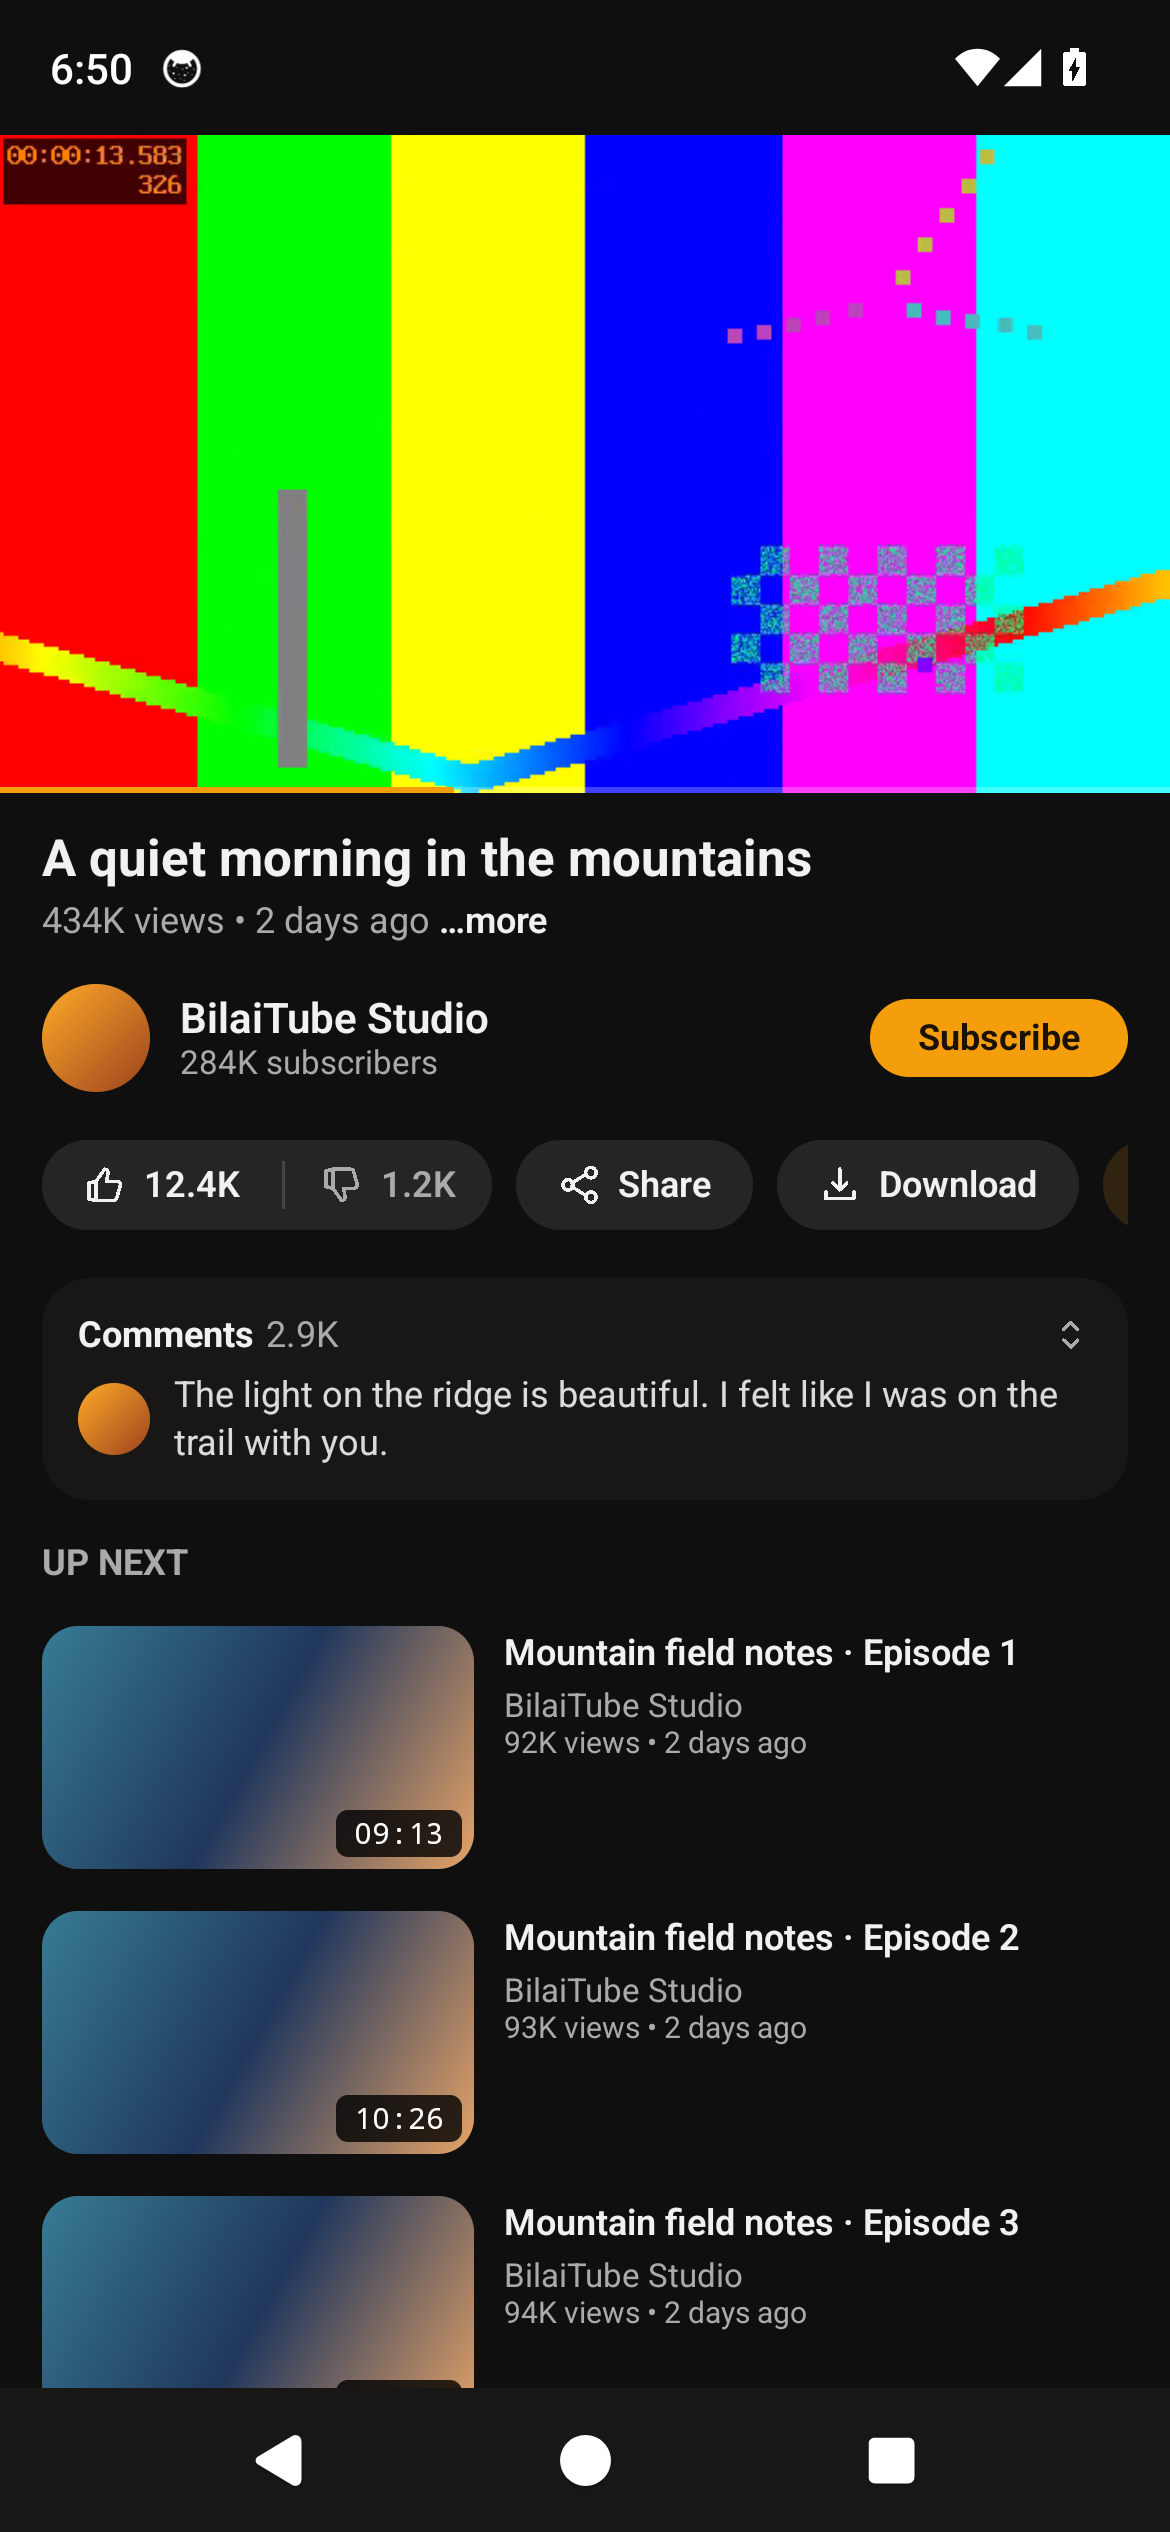 6:50
00:00:13.583
326
A quiet morning in the mountains
434K views • 2 days ago ...more
BilaiTube Studio
284K subscribers
Subscribe
12.4K
1.2K
Share
Download
Comments 2.9K
The light on the ridge is beautiful. I felt like I was on the
trail with you.
UP NEXT
Mountain field notes · Episode 1
BilaiTube Studio
92K views • 2 days ago
09:13
Mountain field notes · Episode 2
BilaiTube Studio
93K views • 2 days ago
10:26
Mountain field notes · Episode 3
BilaiTube Studio
94K views • 2 days ago